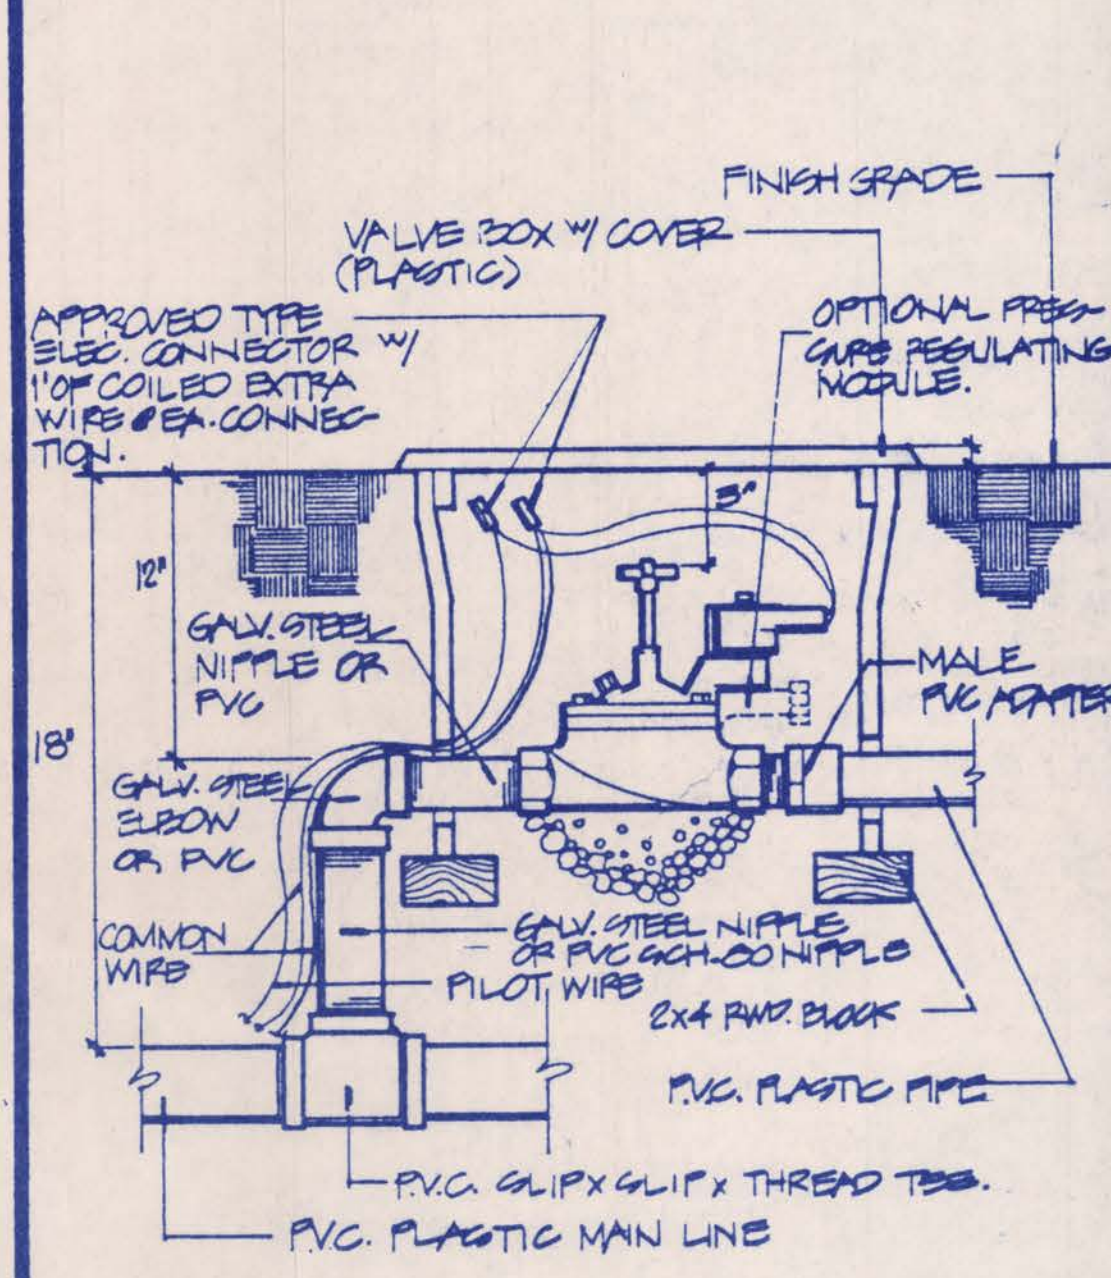 FINISH GRADE
VALVE BOX W/ COVER
(PLASTIC)
APPROVED TYPE
ELEC. CONNECTOR W/
1' OF COILED EXTRA
WIRE @ EA. CONNEC-
TION.
OPTIONAL PRES-
SURE REGULATING
MODULE.
3"
12"
GALV. STEEL
NIPPLE OR
PVC
MALE
PVC ADAPTER
18"
GALV. STEEL
ELBOW
OR PVC
COMMON
WIRE
GALV. STEEL NIPPLE
OR PVC SCH. 80 NIPPLE
PILOT WIRE
2x4 RWD. BLOCK
P.V.C. PLASTIC PIPE
P.V.C. SLIP x SLIP x THREAD TEE.
P.V.C. PLASTIC MAIN LINE